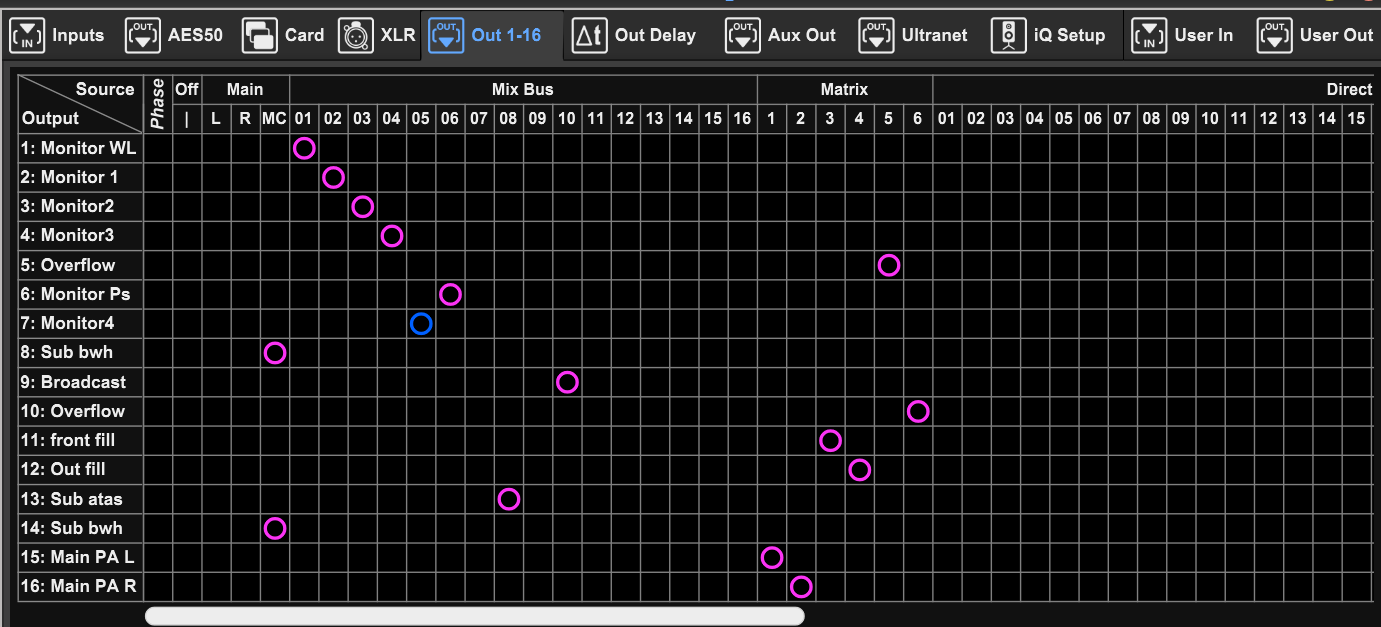 Inputs AES50 Card XLR Out 1-16 Out Delay Aux Out Ultranet iQ Setup User In User Out
IN OUT OUT Δt OUT OUT IN OUT
Source Phase Off Main Mix Bus Matrix Direct
Output | L R MC 01 02 03 04 05 06 07 08 09 10 11 12 13 14 15 16 1 2 3 4 5 6 01 02 03 04 05 06 07 08 09 10 11 12 13 14 15
1: Monitor WL
2: Monitor 1
3: Monitor2
4: Monitor3
5: Overflow
6: Monitor Ps
7: Monitor4
8: Sub bwh
9: Broadcast
10: Overflow
11: front fill
12: Out fill
13: Sub atas
14: Sub bwh
15: Main PA L
16: Main PA R